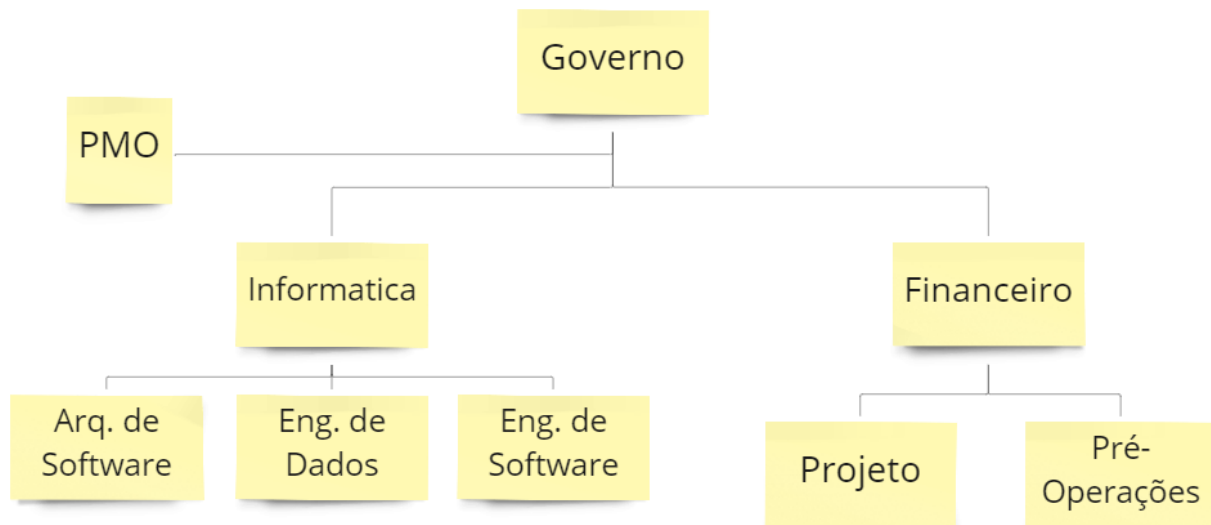 Governo
PMO
Informatica
Financeiro
Arq. de
Software
Eng. de
Dados
Eng. de
Software
Projeto
Pré-
Operações